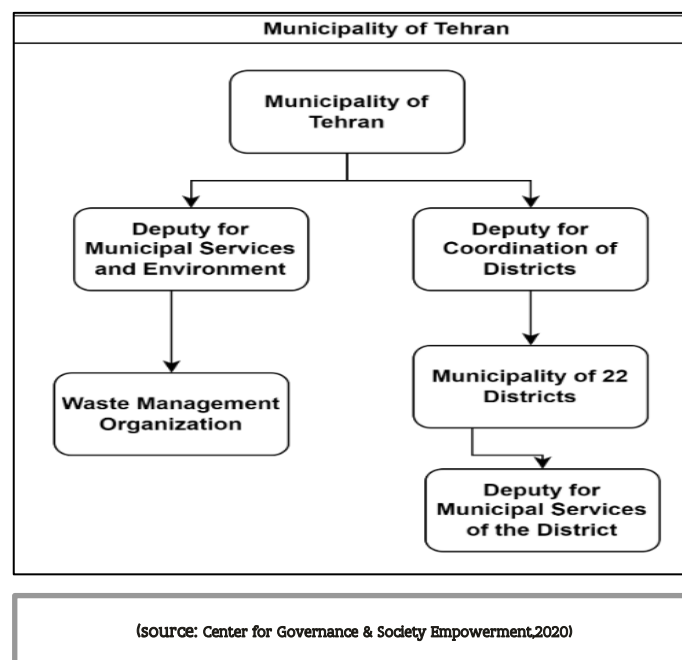 Municipality of Tehran
Municipality of
Tehran
Deputy for
Municipal Services
and Environment
Deputy for
Coordination of
Districts
Waste Management
Organization
Municipality of 22
Districts
Deputy for
Municipal Services
of the District
(source: Center for Governance & Society Empowerment,2020)